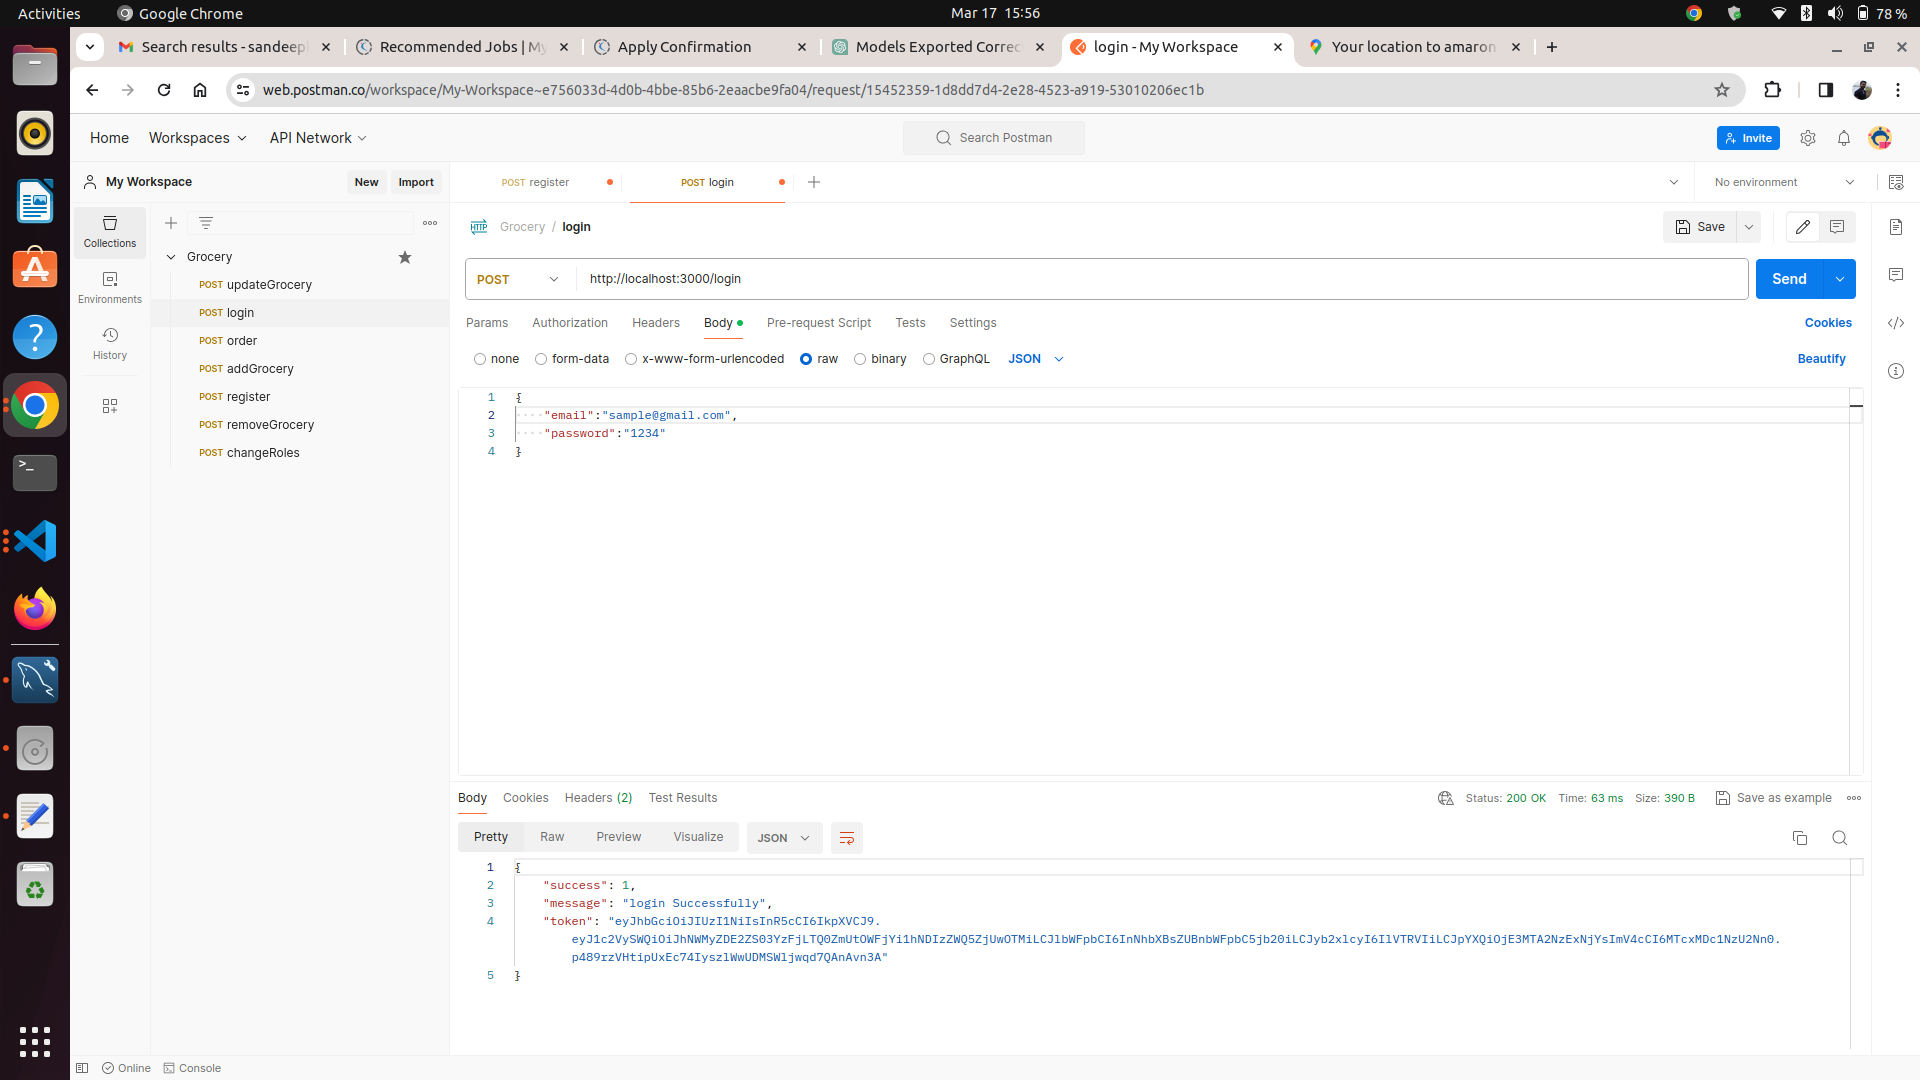 Activities
Google Chrome
Mar 17 15:56
78 %
Search results - sandeep
Recommended Jobs | My
Apply Confirmation
Models Exported Correc
login - My Workspace
Your location to amaron
web.postman.co/workspace/My-Workspace~e756033d-4d0b-4bbe-85b6-2eaacbe9fa04/request/15452359-1d8dd7d4-2e28-4523-a919-53010206ec1b
Home
Workspaces
API Network
Search Postman
Invite
My Workspace
New
Import
POST register
POST login
No environment
Collections
Environments
History
Grocery
POST updateGrocery
POST login
POST order
POST addGrocery
POST register
POST removeGrocery
POST changeRoles
HTTP
Grocery / login
Save
POST
http://localhost:3000/login
Send
Params
Authorization
Headers
Body
Pre-request Script
Tests
Settings
Cookies
none
form-data
x-www-form-urlencoded
raw
binary
GraphQL
JSON
Beautify
1 {
2 "email":"sample@gmail.com",
3 "password":"1234"
4 }
Body
Cookies
Headers (2)
Test Results
Status: 200 OK
Time: 63 ms
Size: 390 B
Save as example
Pretty
Raw
Preview
Visualize
JSON
1 {
2 "success": 1,
3 "message": "login Successfully",
4 "token": "eyJhbGciOiJIUzI1NiIsInR5cCI6IkpXVCJ9.
eyJ1c2VySWQiOiJhNWMyZDE2ZS03YzFjLTQ0ZmUtOWFjYi1hNDIzZWQ5ZjUwOTMiLCJlbWFpbCI6InNhbXBsZUBnbWFpbC5jb20iLCJyb2xlcyI6IlVTRVIiLCJpYXQiOjE3MTA2NzExNjYsImV4cCI6MTcxMDc1NzU2Nn0.
p489rzVHtipUxEc74IyszlWwUDMSWljwqd7QAnAvn3A"
5 }
Online
Console